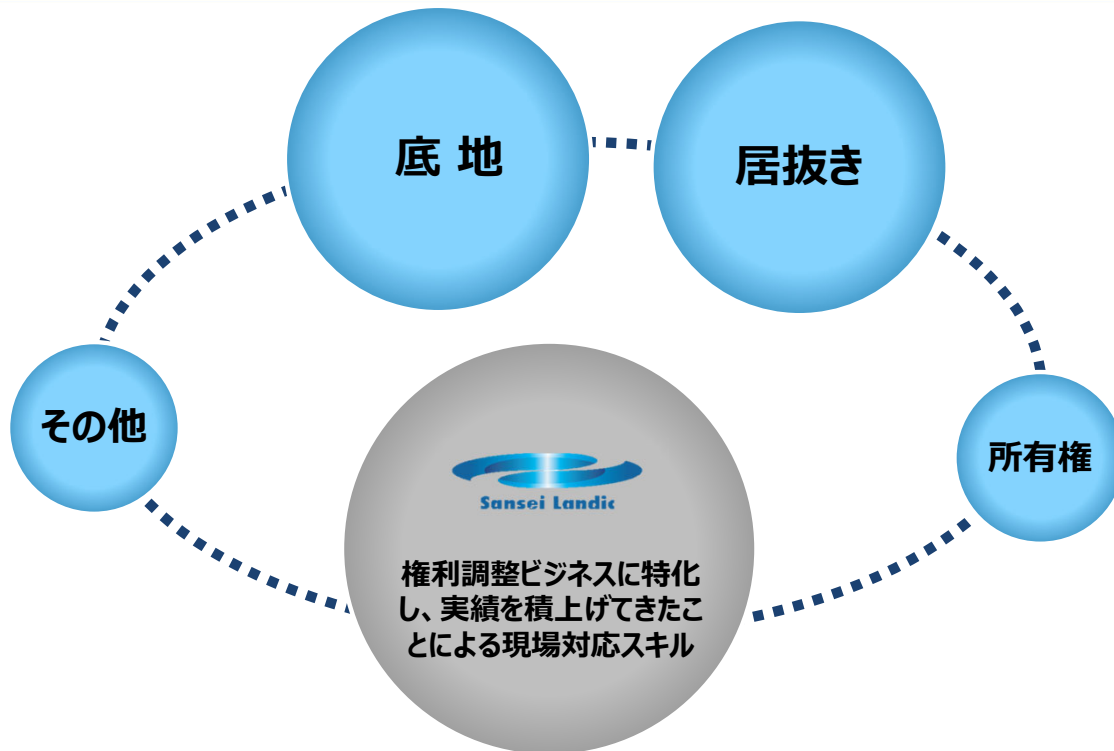 底 地
居抜き
その他
所有権
Sansei Landic
権利調整ビジネスに特化
し、実績を積上げてきたこ
とによる現場対応スキル